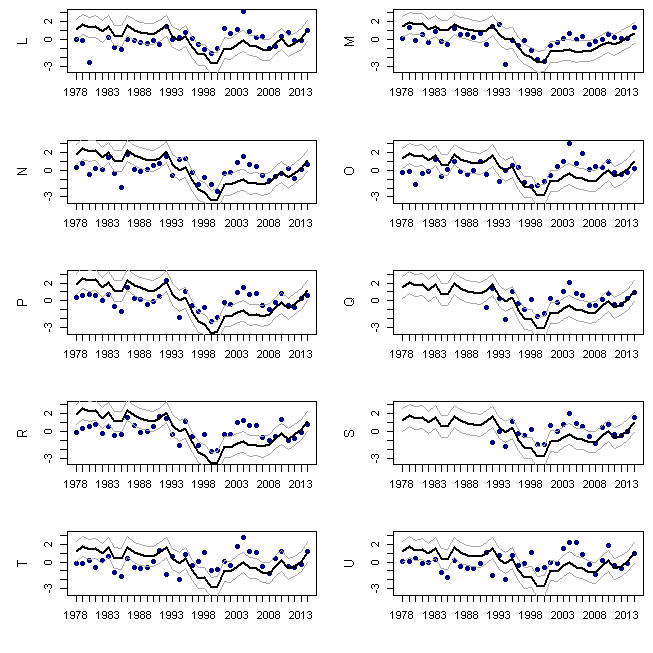 L 2 0 -3 1978 1983 1988 1993 1998 2003 2008 2013
M 2 0 -3 1978 1983 1988 1993 1998 2003 2008 2013
N 2 0 -3 1978 1983 1988 1993 1998 2003 2008 2013
O 2 0 -3 1978 1983 1988 1993 1998 2003 2008 2013
P 2 0 -3 1978 1983 1988 1993 1998 2003 2008 2013
Q 2 0 -3 1978 1983 1988 1993 1998 2003 2008 2013
R 2 0 -3 1978 1983 1988 1993 1998 2003 2008 2013
S 2 0 -3 1978 1983 1988 1993 1998 2003 2008 2013
T 2 0 -3 1978 1983 1988 1993 1998 2003 2008 2013
U 2 0 -3 1978 1983 1988 1993 1998 2003 2008 2013